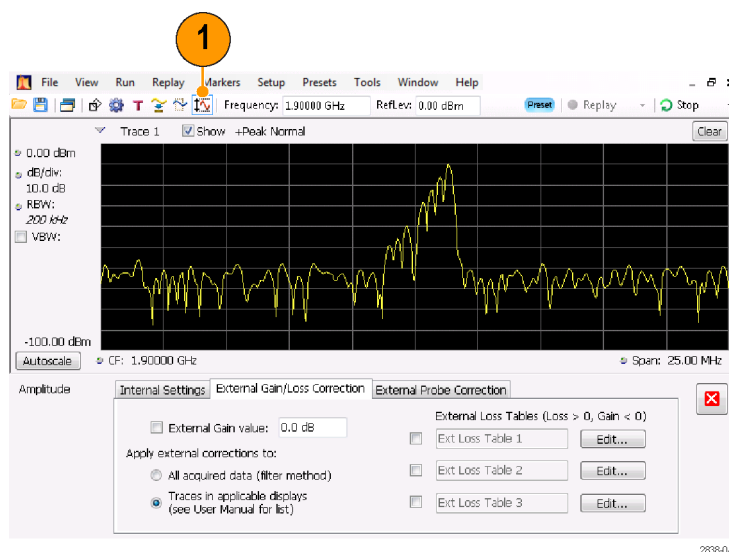 1
File View Run Replay Markers Setup Presets Tools Window Help
T Frequency: 1.90000 GHz RefLev: 0.00 dBm Preset Replay Stop
Trace 1 Show +Peak Normal Clear
0.00 dBm
dB/div:
10.0 dB
RBW:
200 kHz
VBW:
-100.00 dBm
Autoscale CF: 1.90000 GHz Span: 25.00 MHz
Amplitude Internal Settings External Gain/Loss Correction External Probe Correction
External Loss Tables (Loss > 0, Gain < 0)
External Gain value: 0.0 dB
Ext Loss Table 1 Edit...
Apply external corrections to:
All acquired data (filter method)
Ext Loss Table 2 Edit...
Traces in applicable displays
(see User Manual for list)
Ext Loss Table 3 Edit...